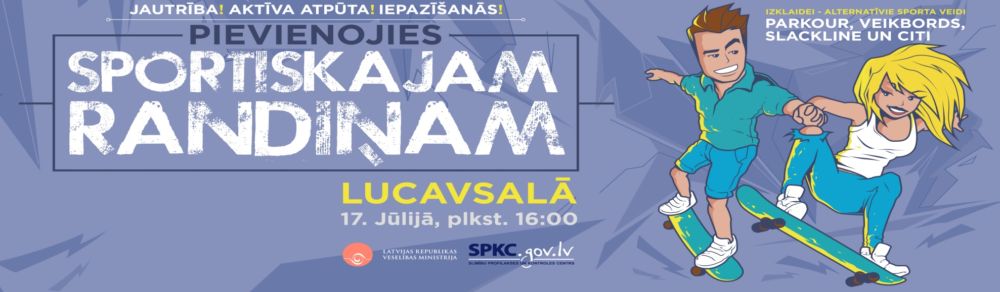 JAUTRĪBA! AKTĪVA ATPŪTA! IEPAZĪŠANĀS!
PIEVIENOJIES
SPORTISKAJAM
RANDIŅAM
LUCAVSALĀ
17. Jūlijā, plkst. 16:00
LATVIJAS REPUBLIKAS
VESELĪBAS MINISTRIJA
SPKC.gov.lv
SLIMĪBU PROFILAKSES UN KONTROLES CENTRS
IZKLAIDEI - ALTERNATĪVIE SPORTA VEIDI
PARKOUR, VEIKBORDS,
SLACKLINE UN CITI